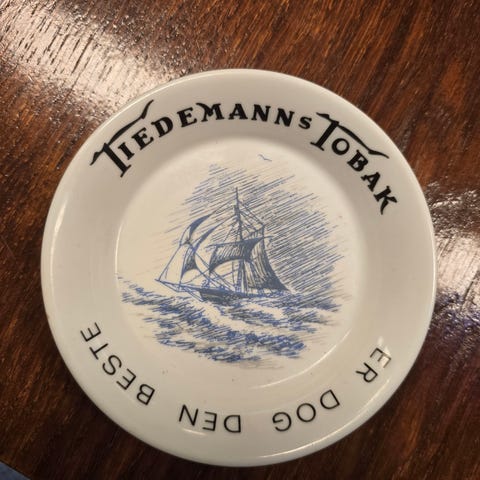 TIEDEMANNS TOBAK
ER DOG DEN BESTE